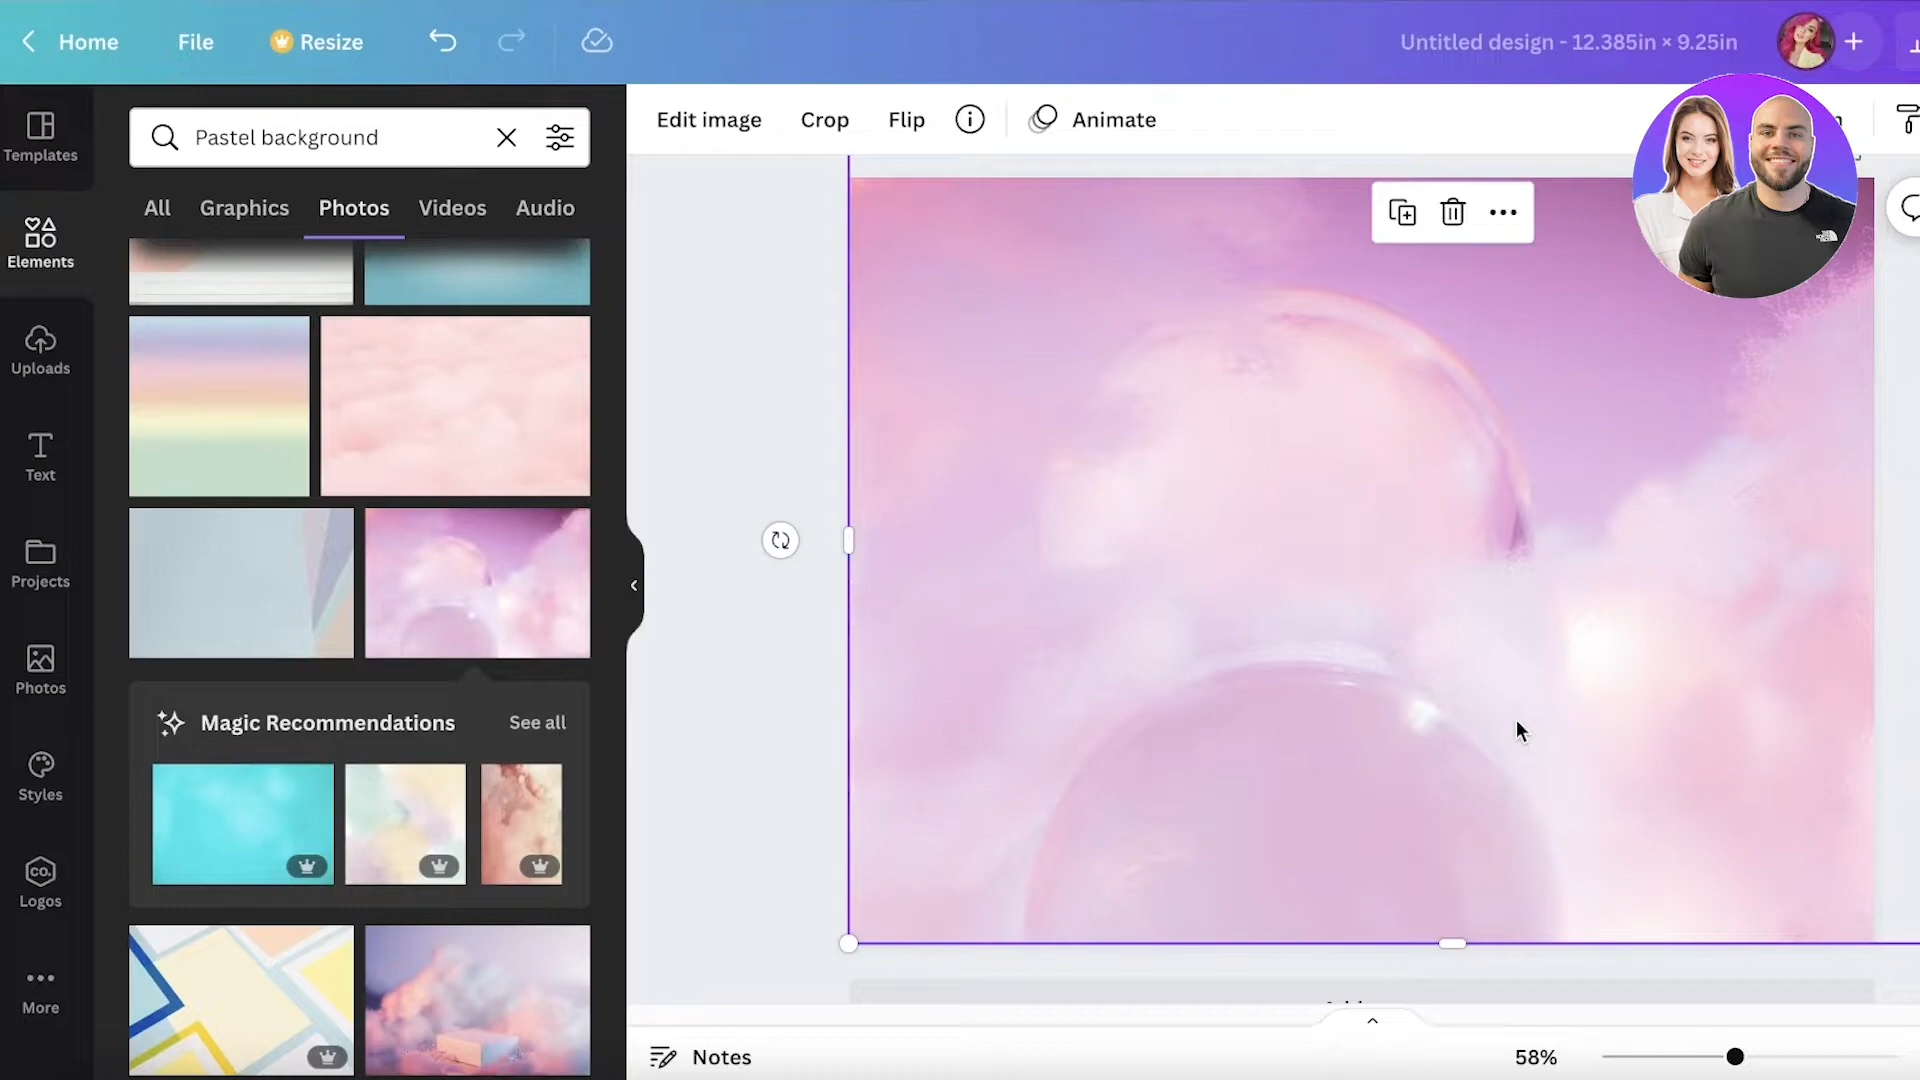 Home
File
Resize
Untitled design - 12.385in × 9.25in
Templates
Elements
Uploads
Text
Projects
Photos
Styles
CO.
Logos
More
Pastel background
All
Graphics
Photos
Videos
Audio
Magic Recommendations
See all
Edit image
Crop
Flip
Animate
Notes
58%